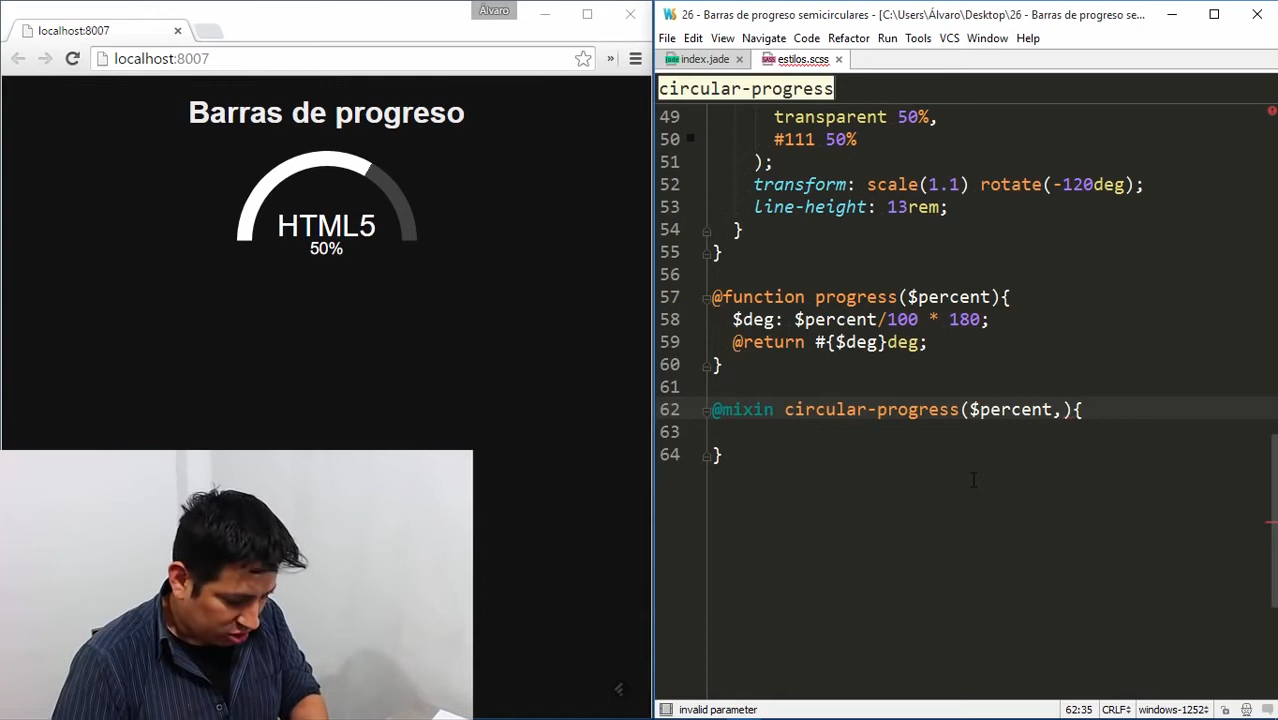 Álvaro
localhost:8007
localhost:8007
»
Barras de progreso
HTML5
50%
26 - Barras de progreso semicirculares - [C:\Users\Álvaro\Desktop\26 - Barras de progreso se...
File Edit View Navigate Code Refactor Run Tools VCS Window Help
index.jade estilos.scss
circular-progress
49 transparent 50%,
50 #111 50%
51 );
52 transform: scale(1.1) rotate(-120deg);
53 line-height: 13rem;
54 }
55 }
56
57 @function progress($percent){
58 $deg: $percent/100 * 180;
59 @return #{$deg}deg;
60 }
61
62 @mixin circular-progress($percent,){
63
64 }
invalid parameter 62:35 CRLF windows-1252